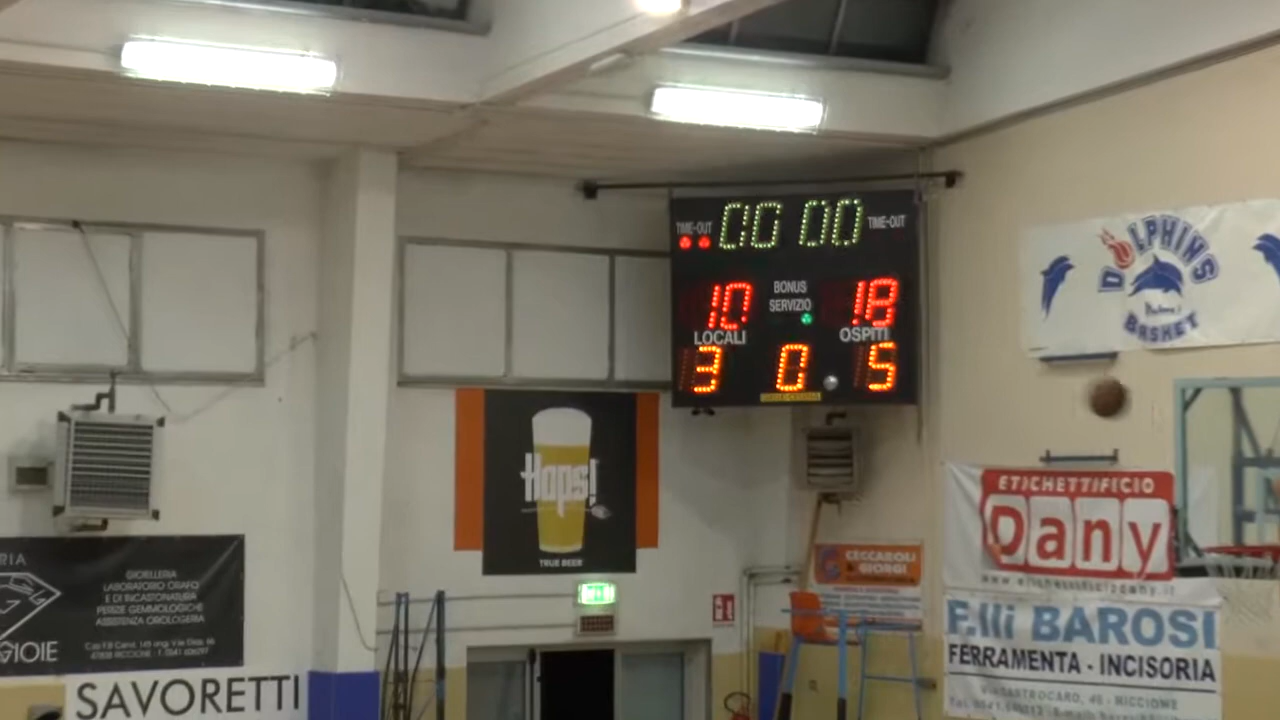 TIME-OUT
00 00
TIME-OUT
10
BONUS
SERVIZIO
18
LOCALI
OSPITI
3
0
5
DOLPHINS
BASKET
Hops!
TRUE BEER
ETICHETTIFICIO
Dany
CECCAROLI
& GIORGI
F.lli BAROSI
FERRAMENTA - INCISORIA
GIOIELLERIA
LABORATORIO ORAFO
E DI INCASTONATURA
PERIZIE GEMMOLOGICHE
ASSISTENZA OROLOGERIA
GIOIE
SAVORETTI